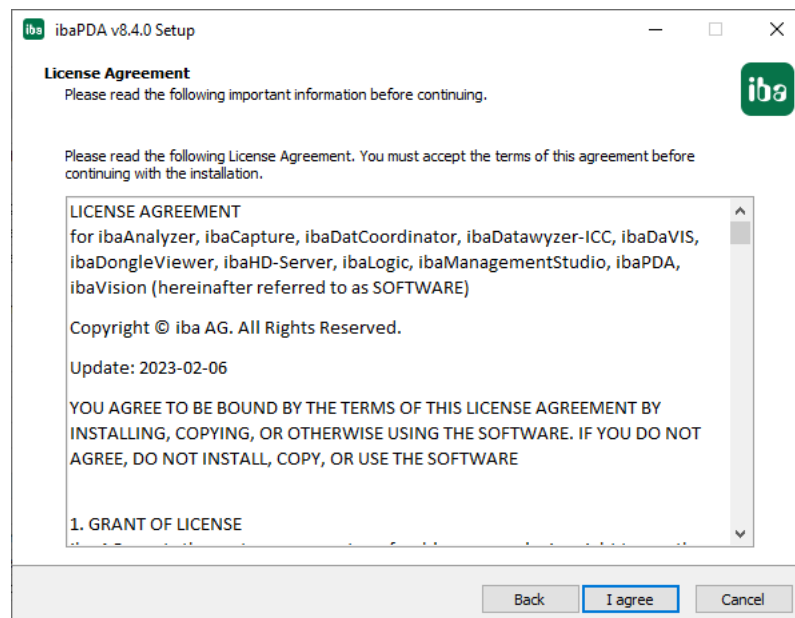 iba ibaPDA v8.4.0 Setup
License Agreement
Please read the following important information before continuing.
iba
Please read the following License Agreement. You must accept the terms of this agreement before
continuing with the installation.
LICENSE AGREEMENT
for ibaAnalyzer, ibaCapture, ibaDatCoordinator, ibaDatawyzer-ICC, ibaDaVIS,
ibaDongleViewer, ibaHD-Server, ibaLogic, ibaManagementStudio, ibaPDA,
ibaVision (hereinafter referred to as SOFTWARE)
Copyright © iba AG. All Rights Reserved.
Update: 2023-02-06
YOU AGREE TO BE BOUND BY THE TERMS OF THIS LICENSE AGREEMENT BY
INSTALLING, COPYING, OR OTHERWISE USING THE SOFTWARE. IF YOU DO NOT
AGREE, DO NOT INSTALL, COPY, OR USE THE SOFTWARE
1. GRANT OF LICENSE
Back I agree Cancel